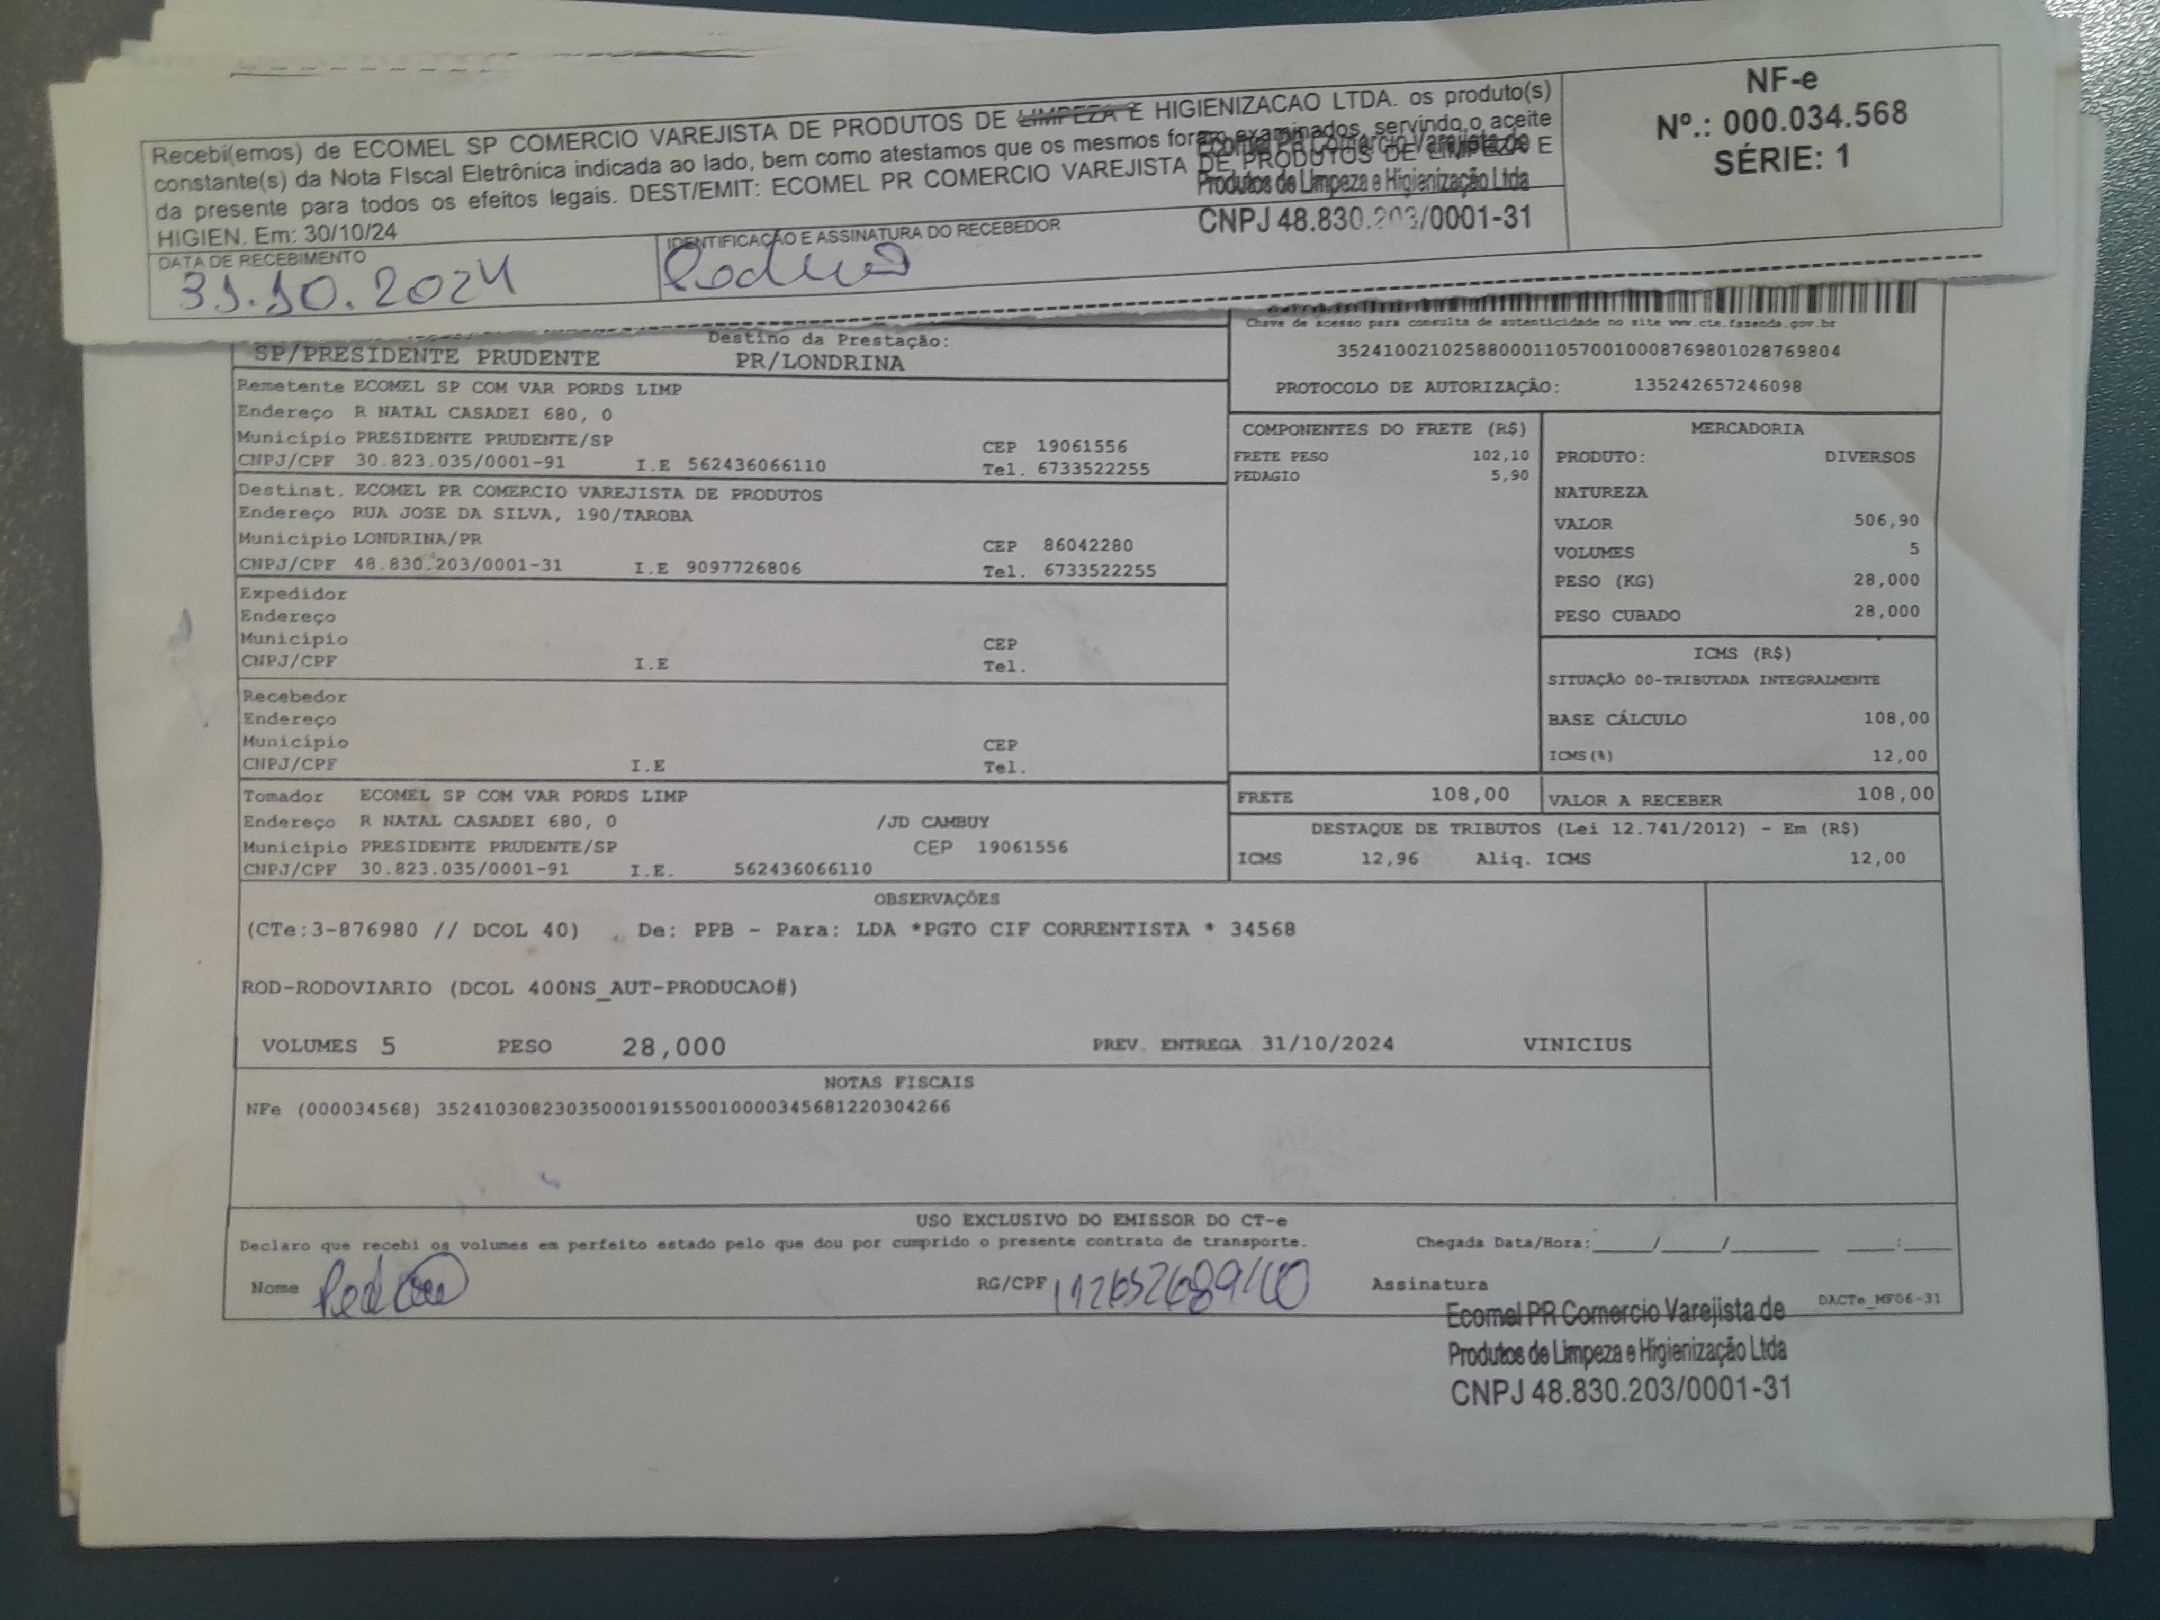 Recebi(emos) de ECOMEL SP COMERCIO VAREJISTA DE PRODUTOS DE LIMPEZA E HIGIENIZACAO LTDA. os produto(s)
constante(s) da Nota Fiscal Eletrônica indicada ao lado, bem como atestamos que os mesmos foram examinados, servindo o aceite
da presente para todos os efeitos legais. DEST/EMIT: ECOMEL PR COMERCIO VAREJISTA DE PRODUTOS DE LIMPEZA E
HIGIEN. Em: 30/10/24
NF-e
Nº.: 000.034.568
SÉRIE: 1
Produtos de Limpeza e Higienização Ltda
CNPJ 48.830.203/0001-31
DATA DE RECEBIMENTO
31.10.2024
IDENTIFICAÇÃO E ASSINATURA DO RECEBEDOR
Destino da Prestação:
SP/PRESIDENTE PRUDENTE PR/LONDRINA
Chave de acesso para consulta de autenticidade no site www.cte.fazenda.gov.br
35241002102588000110570010008769801028769804
PROTOCOLO DE AUTORIZAÇÃO: 135242657246098
Remetente ECOMEL SP COM VAR PORDS LIMP
Endereço R NATAL CASADEI 680, 0
Município PRESIDENTE PRUDENTE/SP CEP 19061556
CNPJ/CPF 30.823.035/0001-91 I.E 562436066110 Tel. 6733522255
Destinat. ECOMEL PR COMERCIO VAREJISTA DE PRODUTOS
Endereço RUA JOSE DA SILVA, 190/TAROBA
Município LONDRINA/PR CEP 86042280
CNPJ/CPF 48.830.203/0001-31 I.E 9097726806 Tel. 6733522255
Expedidor
Endereço
Município CEP
CNPJ/CPF I.E Tel.
Recebedor
Endereço
Município CEP
CNPJ/CPF I.E Tel.
Tomador ECOMEL SP COM VAR PORDS LIMP
Endereço R NATAL CASADEI 680, 0 /JD CAMBUY
Município PRESIDENTE PRUDENTE/SP CEP 19061556
CNPJ/CPF 30.823.035/0001-91 I.E. 562436066110
COMPONENTES DO FRETE (R$)
FRETE PESO 102,10
PEDAGIO 5,90
MERCADORIA
PRODUTO: DIVERSOS
NATUREZA
VALOR 506,90
VOLUMES 5
PESO (KG) 28,000
PESO CUBADO 28,000
ICMS (R$)
SITUAÇÃO 00-TRIBUTADA INTEGRALMENTE
BASE CÁLCULO 108,00
ICMS(%) 12,00
FRETE 108,00 VALOR A RECEBER 108,00
DESTAQUE DE TRIBUTOS (Lei 12.741/2012) - Em (R$)
ICMS 12,96 Aliq. ICMS 12,00
OBSERVAÇÕES
(CTe:3-876980 // DCOL 40) De: PPB - Para: LDA *PGTO CIF CORRENTISTA * 34568
ROD-RODOVIARIO (DCOL 400NS_AUT-PRODUCAO#)
VOLUMES 5 PESO 28,000 PREV. ENTREGA 31/10/2024 VINICIUS
NOTAS FISCAIS
NFe (000034568) 35241030823035000191550010000345681220304266
USO EXCLUSIVO DO EMISSOR DO CT-e
Declaro que recebi os volumes em perfeito estado pelo que dou por cumprido o presente contrato de transporte. Chegada Data/Hora:____/____/______ ___:___
Nome RG/CPF Assinatura
DACTe_MF06-31
Ecomel PR Comercio Varejista de
Produtos de Limpeza e Higienização Ltda
CNPJ 48.830.203/0001-31